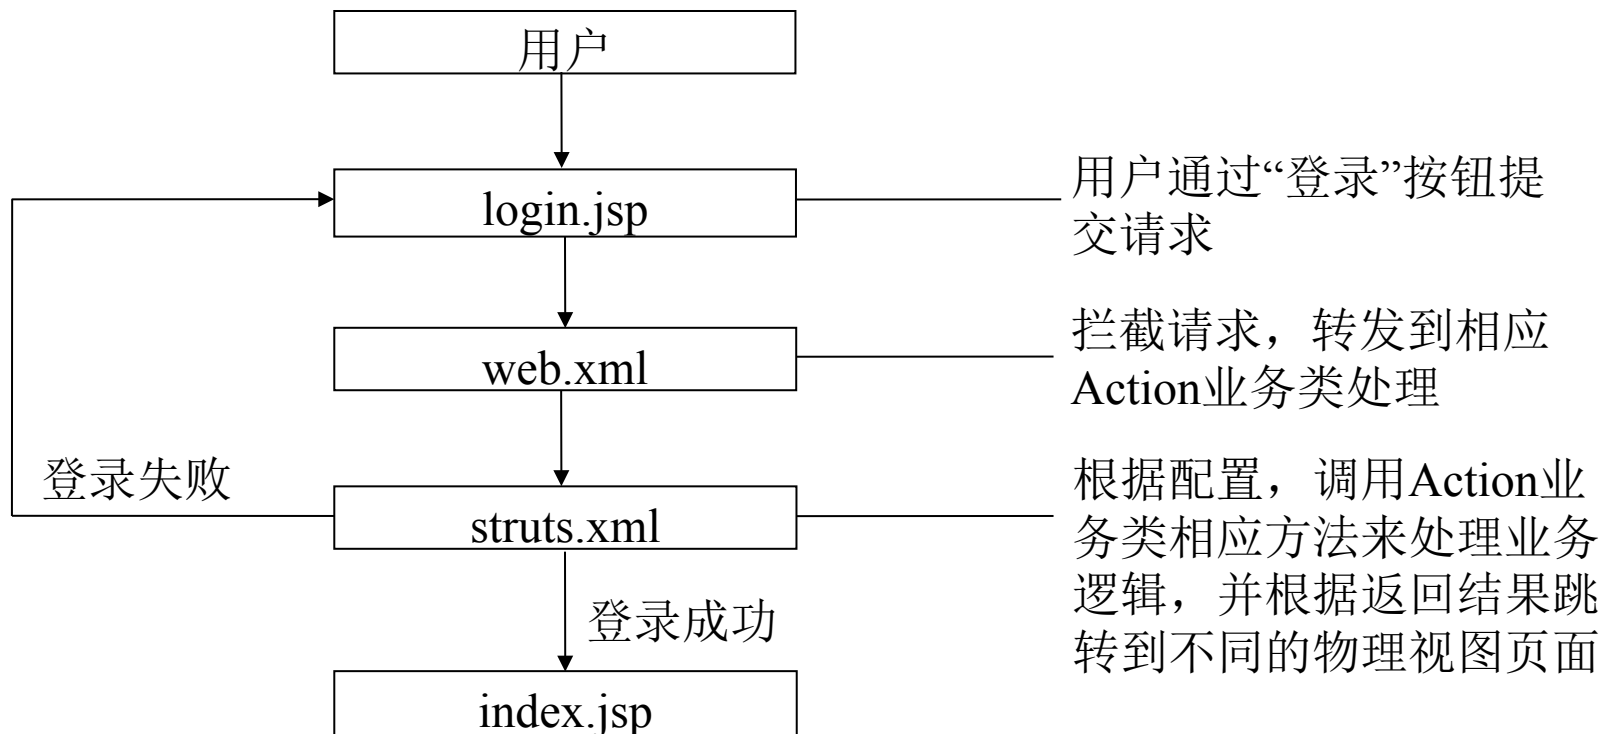 用户
login.jsp
用户通过“登录”按钮提
交请求
web.xml
拦截请求，转发到相应
Action业务类处理
登录失败
struts.xml
根据配置，调用Action业
务类相应方法来处理业务
逻辑，并根据返回结果跳
转到不同的物理视图页面
登录成功
index.jsp